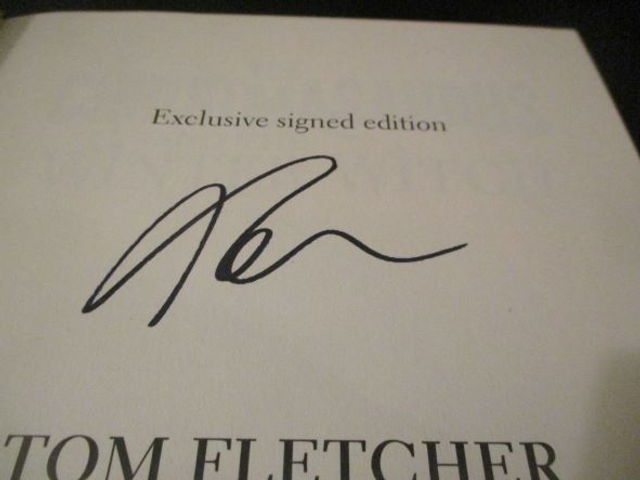 Exclusive signed edition
TOM FLETCHER